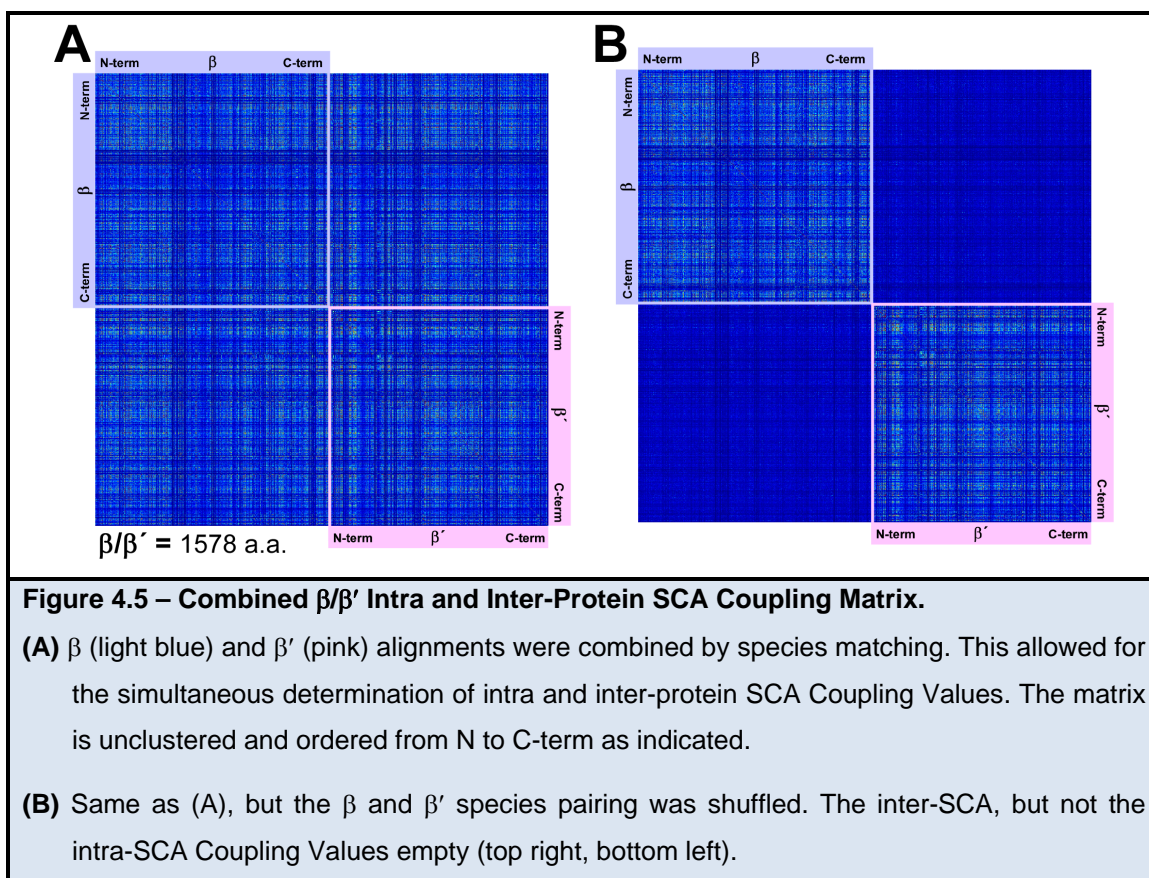 A
B
N-term β C-term
N-term β C-term
N-term
β
C-term
N-term
β
C-term
N-term
β′
C-term
N-term
β′
C-term
N-term β′ C-term
N-term β′ C-term
β/β′ = 1578 a.a.
Figure 4.5 – Combined β/β′ Intra and Inter-Protein SCA Coupling Matrix.
(A) β (light blue) and β′ (pink) alignments were combined by species matching. This allowed for
the simultaneous determination of intra and inter-protein SCA Coupling Values. The matrix
is unclustered and ordered from N to C-term as indicated.
(B) Same as (A), but the β and β′ species pairing was shuffled. The inter-SCA, but not the
intra-SCA Coupling Values empty (top right, bottom left).